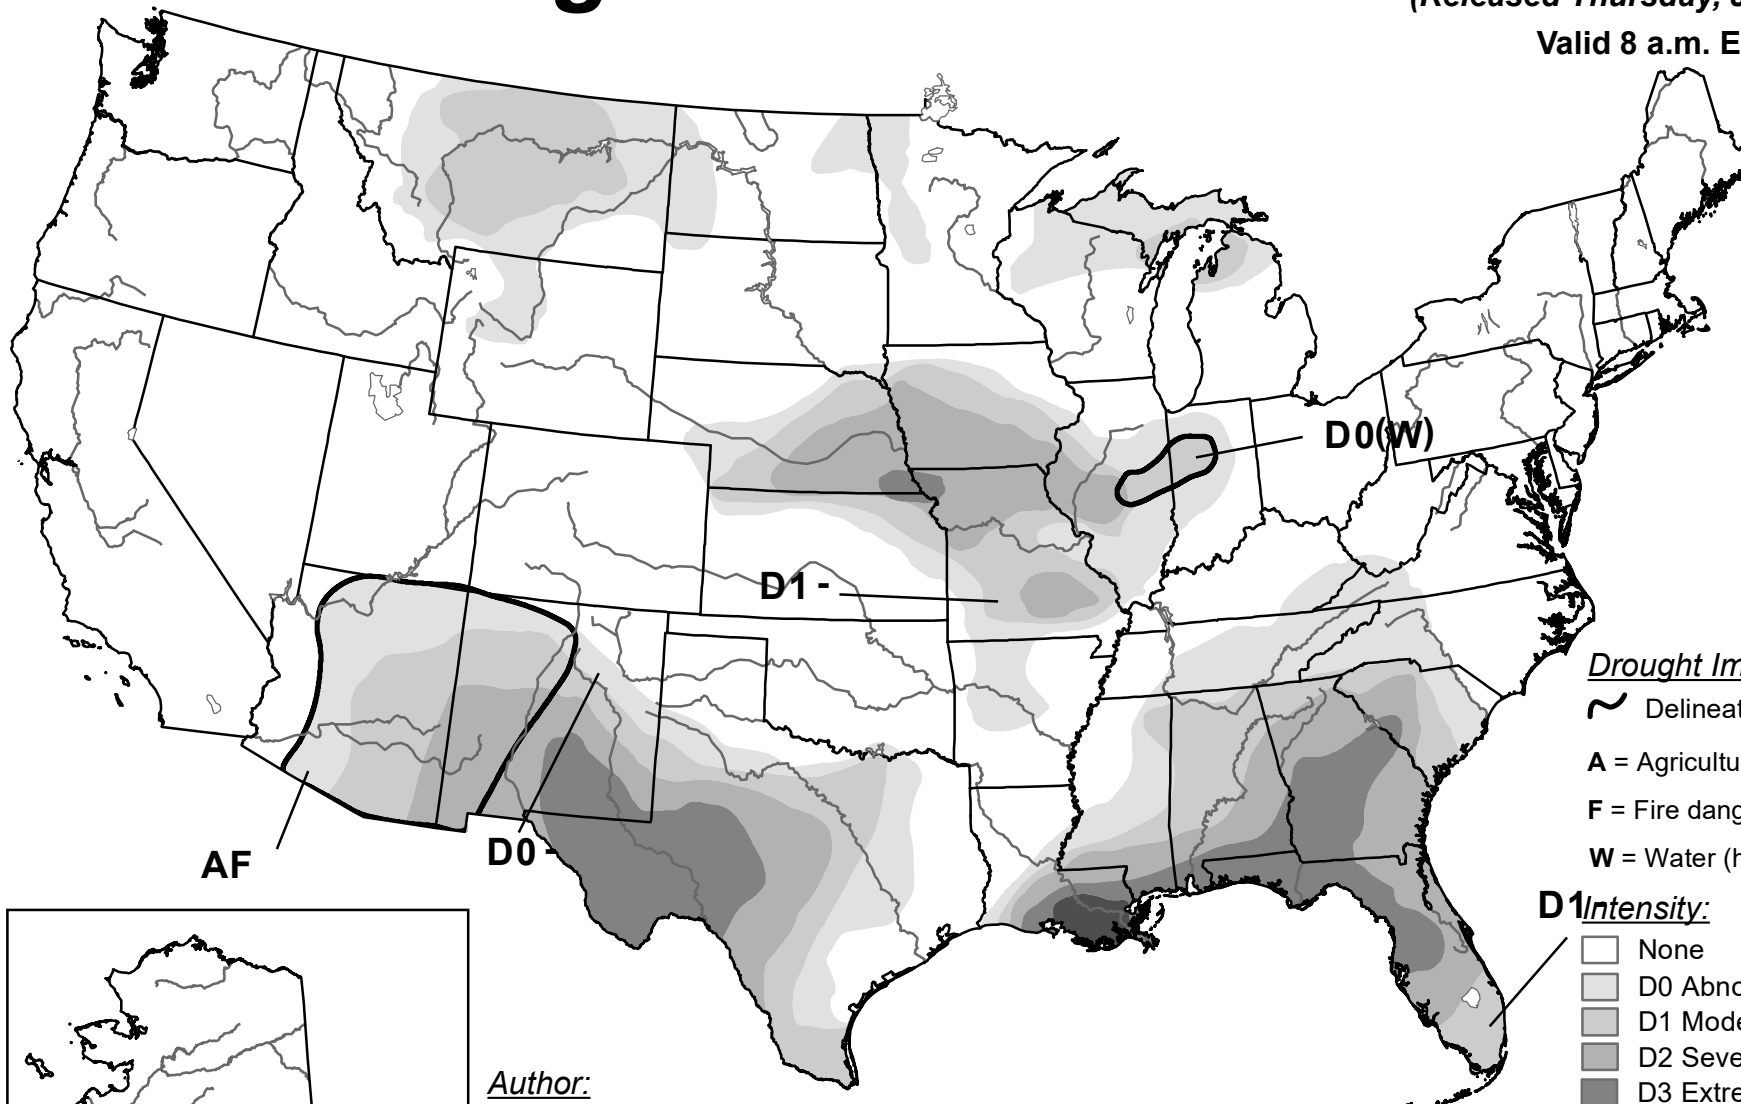 (Released Thursday,
Valid 8 a.m. E
D0(W)
D1 -
Drought Im
Delineat
A = Agricultu
F = Fire dang
W = Water (h
AF
D0 -
D1-
Intensity:
None
D0 Abno
D1 Mode
D2 Seve
D3 Extre
Author: